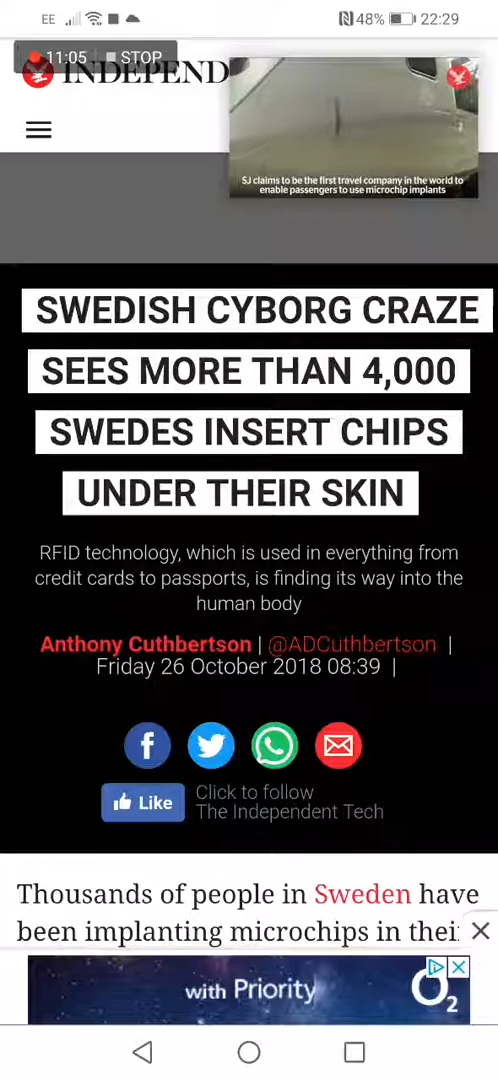 EE
48%
22:29
11:05
STOP
INDEPEND
SJ claims to be the first travel company in the world to
enable passengers to use microchip implants
SWEDISH CYBORG CRAZE
SEES MORE THAN 4,000
SWEDES INSERT CHIPS
UNDER THEIR SKIN
RFID technology, which is used in everything from
credit cards to passports, is finding its way into the
human body
Anthony Cuthbertson | @ADCuthbertson |
Friday 26 October 2018 08:39 |
Like
Click to follow
The Independent Tech
Thousands of people in Sweden have
been implanting microchips in thei
with Priority
O2